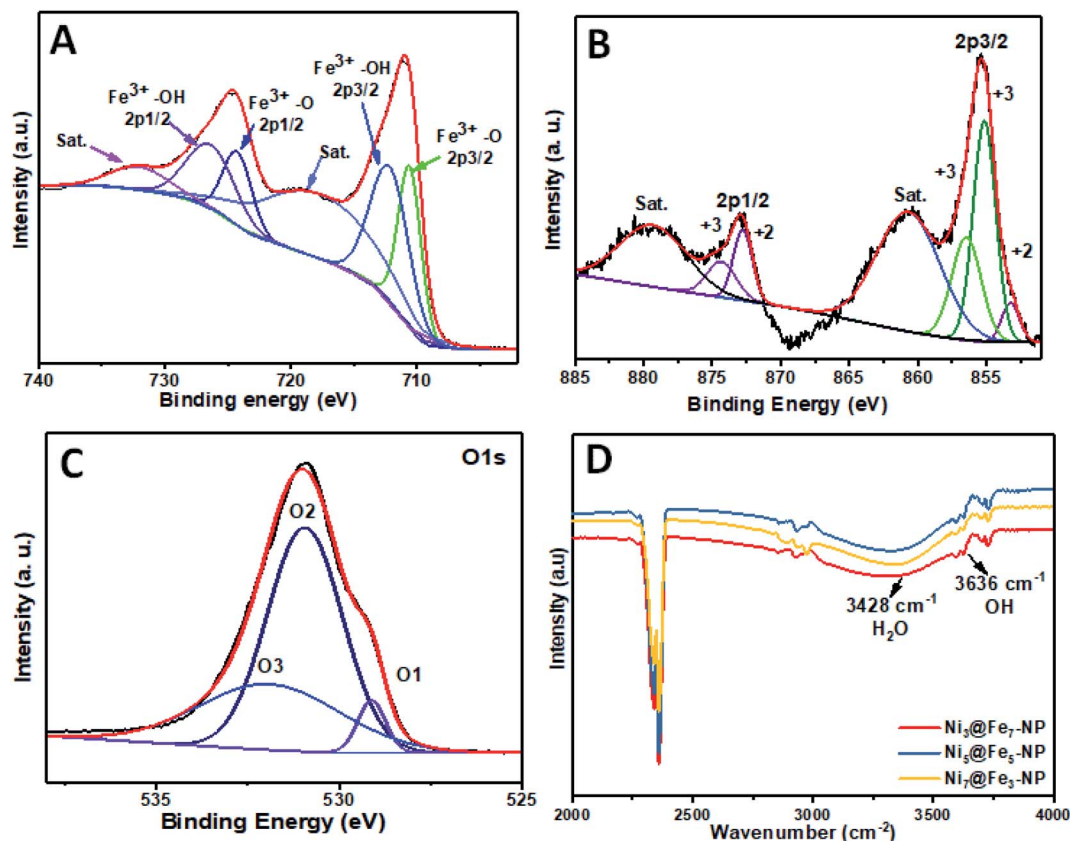 A
Fe³⁺ -OH
2p1/2
Fe³⁺ -O
2p1/2
Sat.
Sat.
Fe³⁺ -OH
2p3/2
Fe³⁺ -O
2p3/2
Intensity (a.u.)
740 730 720 710
Binding energy (eV)
B
2p3/2
+3
+3
+2
Sat.
2p1/2
+3
+2
Sat.
Intensity (a. u.)
885 880 875 870 865 860 855
Binding Energy (eV)
C
O1s
O2
O3
O1
Intensity (a. u.)
535 530 525
Binding Energy (eV)
D
3428 cm⁻¹
H₂O
3636 cm⁻¹
OH
Ni₃@Fe₇-NP
Ni₅@Fe₅-NP
Ni₇@Fe₃-NP
Intensity (a.u)
2000 2500 3000 3500 4000
Wavenumber (cm⁻²)